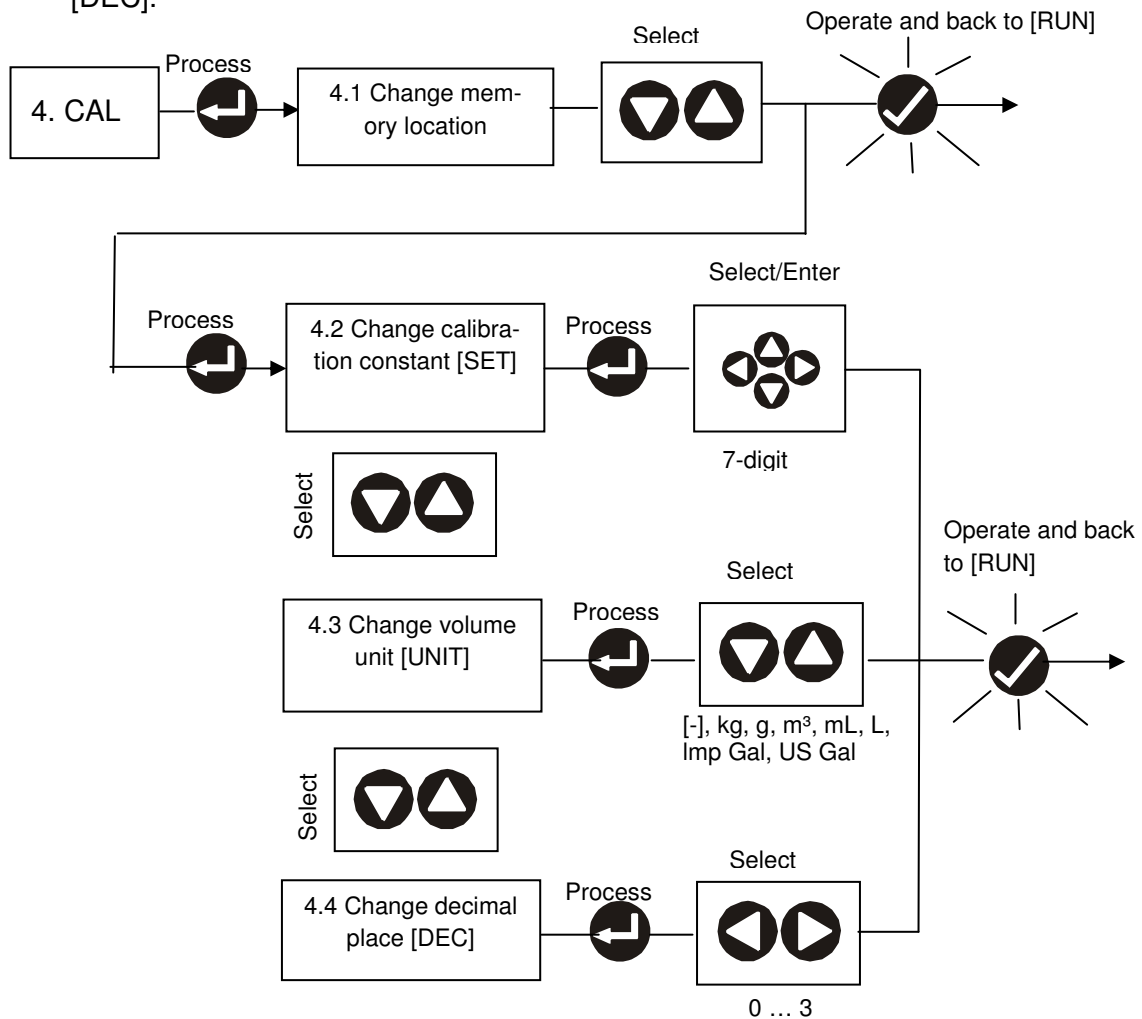 [DEC].
Operate and back to [RUN]
Select
Process
4. CAL
4.1 Change mem-
ory location
Select/Enter
Process
4.2 Change calibra-
tion constant [SET]
Process
7-digit
Select
Operate and back
to [RUN]
Select
4.3 Change volume
unit [UNIT]
Process
[-], kg, g, m³, mL, L,
Imp Gal, US Gal
Select
Select
4.4 Change decimal
place [DEC]
Process
0 … 3